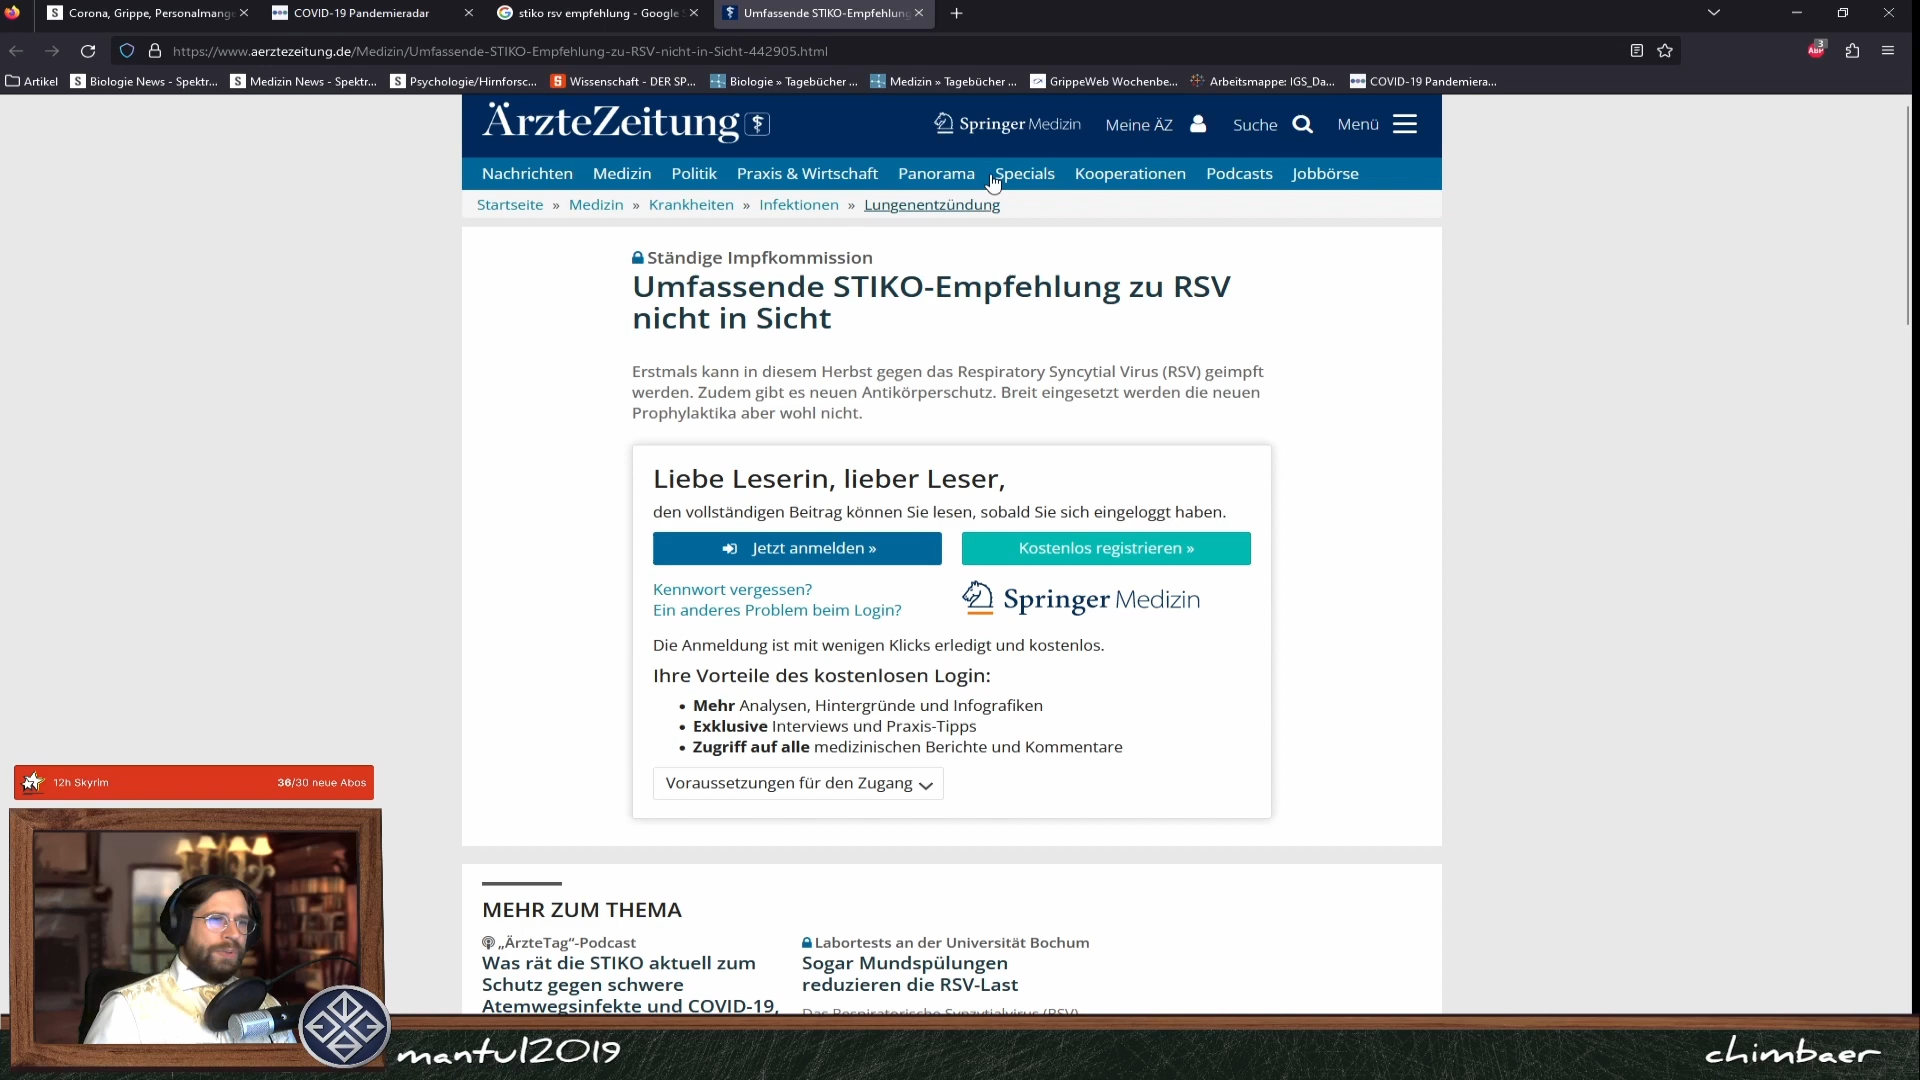 Corona, Grippe, Personalmange
COVID-19 Pandemieradar
stiko rsv empfehlung - Google
Umfassende STIKO-Empfehlung
https://www.aerztezeitung.de/Medizin/Umfassende-STIKO-Empfehlung-zu-RSV-nicht-in-Sicht-442905.html
ABP 3
Artikel
Biologie News - Spektr...
Medizin News - Spektr...
Psychologie/Hirnforsc...
Wissenschaft - DER SP...
Biologie » Tagebücher ...
Medizin » Tagebücher ...
GrippeWeb Wochenbe...
Arbeitsmappe: IGS_Da...
COVID-19 Pandemiera...
ÄrzteZeitung
Springer Medizin
Meine ÄZ
Suche
Menü
Nachrichten Medizin Politik Praxis & Wirtschaft Panorama Specials Kooperationen Podcasts Jobbörse
Startseite » Medizin » Krankheiten » Infektionen » Lungenentzündung
Ständige Impfkommission
Umfassende STIKO-Empfehlung zu RSV
nicht in Sicht
Erstmals kann in diesem Herbst gegen das Respiratory Syncytial Virus (RSV) geimpft
werden. Zudem gibt es neuen Antikörperschutz. Breit eingesetzt werden die neuen
Prophylaktika aber wohl nicht.
Liebe Leserin, lieber Leser,
den vollständigen Beitrag können Sie lesen, sobald Sie sich eingeloggt haben.
Jetzt anmelden »
Kostenlos registrieren »
Kennwort vergessen?
Ein anderes Problem beim Login?
Springer Medizin
Die Anmeldung ist mit wenigen Klicks erledigt und kostenlos.
Ihre Vorteile des kostenlosen Login:
• Mehr Analysen, Hintergründe und Infografiken
• Exklusive Interviews und Praxis-Tipps
• Zugriff auf alle medizinischen Berichte und Kommentare
Voraussetzungen für den Zugang
12h Skyrim
36/30 neue Abos
MEHR ZUM THEMA
„ÄrzteTag“-Podcast
Was rät die STIKO aktuell zum
Schutz gegen schwere
Atemwegsinfekte und COVID-19,
Labortests an der Universität Bochum
Sogar Mundspülungen
reduzieren die RSV-Last
Das Respiratorische Synzytialvirus (RSV)
mantul2019
chimbaer